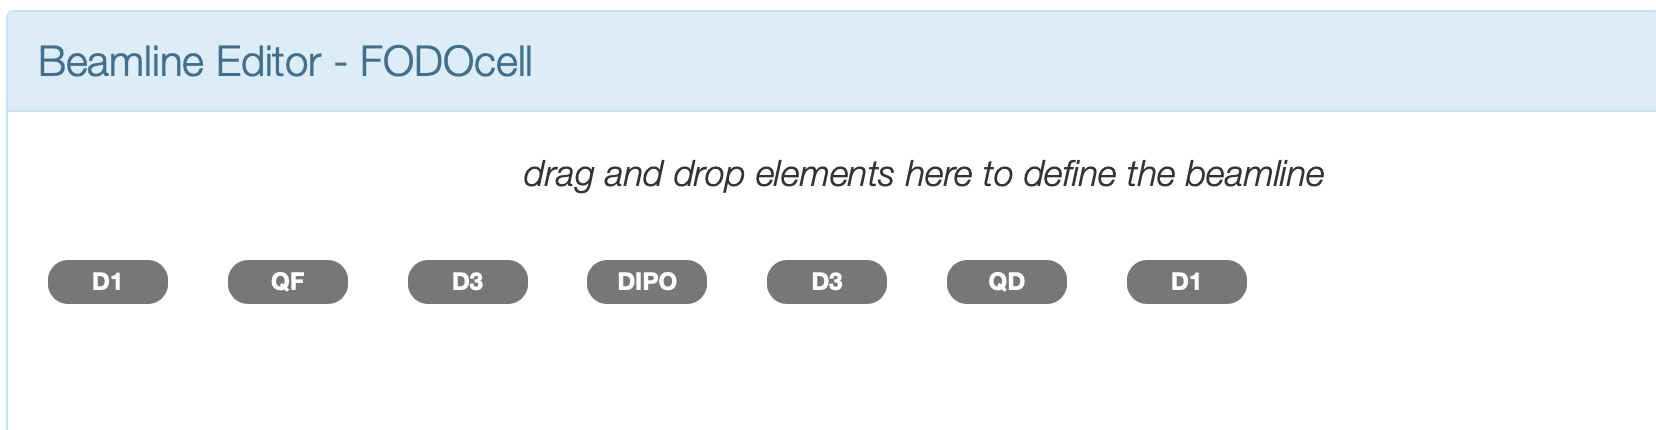 Beamline Editor - FODOcell
drag and drop elements here to define the beamline
D1 QF D3 DIPO D3 QD D1